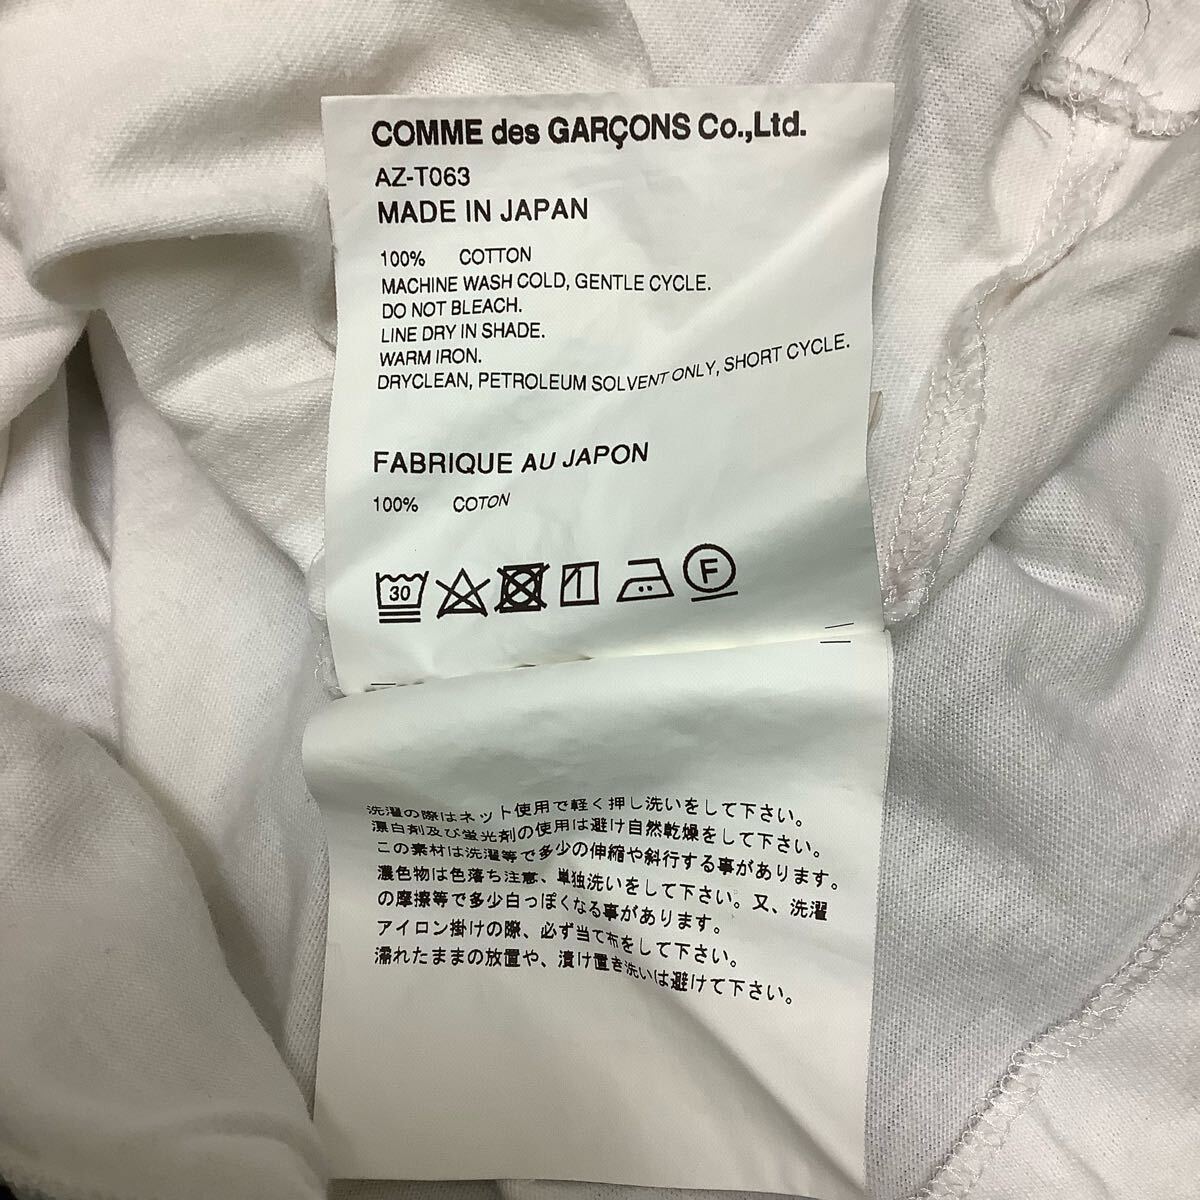 COMME des GARÇONS Co.,Ltd.
AZ-T063
MADE IN JAPAN
100% COTTON
MACHINE WASH COLD, GENTLE CYCLE.
DO NOT BLEACH.
LINE DRY IN SHADE.
WARM IRON.
DRYCLEAN, PETROLEUM SOLVENT ONLY, SHORT CYCLE.
FABRIQUE AU JAPON
100% COTON
30 F
洗濯の際はネット使用で軽く押し洗いをして下さい。
漂白剤及び蛍光剤の使用は避け自然乾燥をして下さい。
この素材は洗濯等で多少の伸縮や斜行する事があります。
濃色物は色落ち注意、単独洗いをして下さい。又、洗濯
の摩擦等で多少白っぽくなる事があります。
アイロン掛けの際、必ず当て布をして下さい。
濡れたままの放置や、漬け置き洗いは避けて下さい。